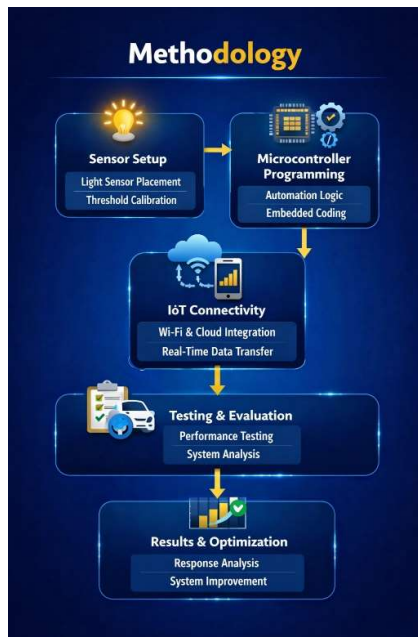 Methodology
Sensor Setup
Light Sensor Placement
Threshold Calibration
Microcontroller
Programming
Automation Logic
Embedded Coding
IoT Connectivity
Wi-Fi & Cloud Integration
Real-Time Data Transfer
Testing & Evaluation
Performance Testing
System Analysis
Results & Optimization
Response Analysis
System Improvement